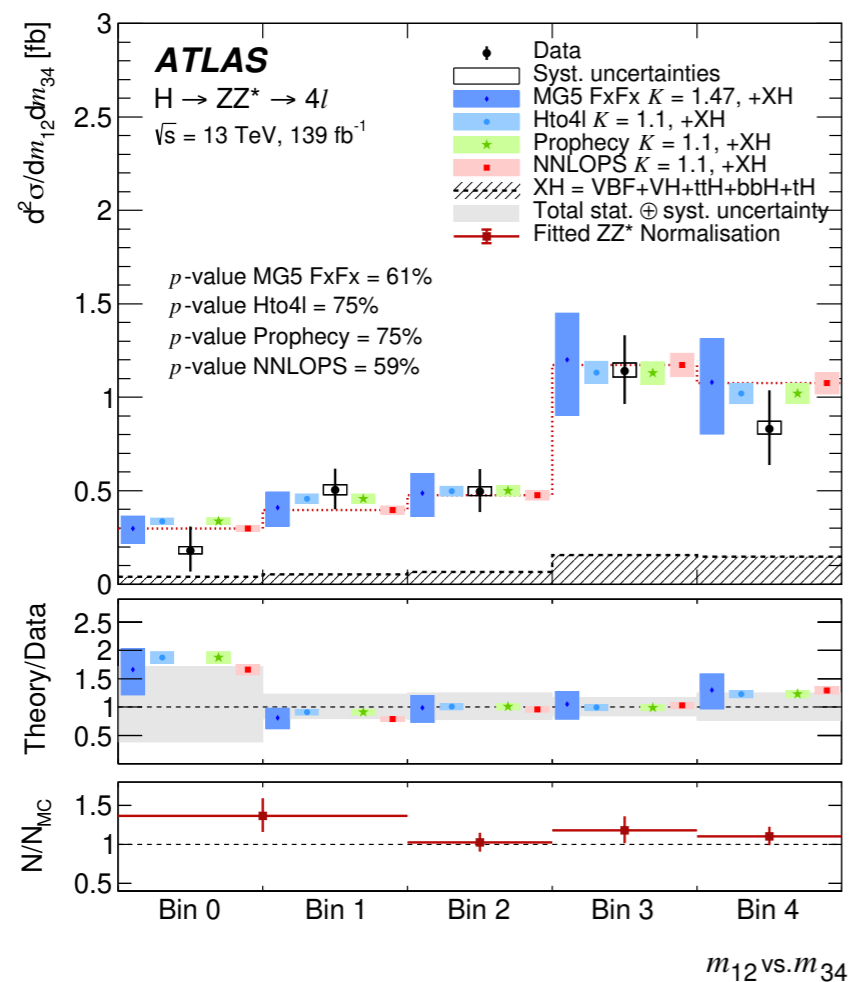 d²σ/dm₁₂dm₃₄ [fb]
3
2.5
2
1.5
1
0.5
0
ATLAS
H → ZZ* → 4l
√s = 13 TeV, 139 fb⁻¹
Data
Syst. uncertainties
MG5 FxFx K = 1.47, +XH
Hto4l K = 1.1, +XH
Prophecy K = 1.1, +XH
NNLOPS K = 1.1, +XH
XH = VBF+VH+ttH+bbH+tH
Total stat. ⊕ syst. uncertainty
Fitted ZZ* Normalisation
p-value MG5 FxFx = 61%
p-value Hto4l = 75%
p-value Prophecy = 75%
p-value NNLOPS = 59%
Theory/Data
2.5
2
1.5
1
0.5
N/N_MC
1.5
1
0.5
Bin 0 Bin 1 Bin 2 Bin 3 Bin 4
m₁₂ vs. m₃₄